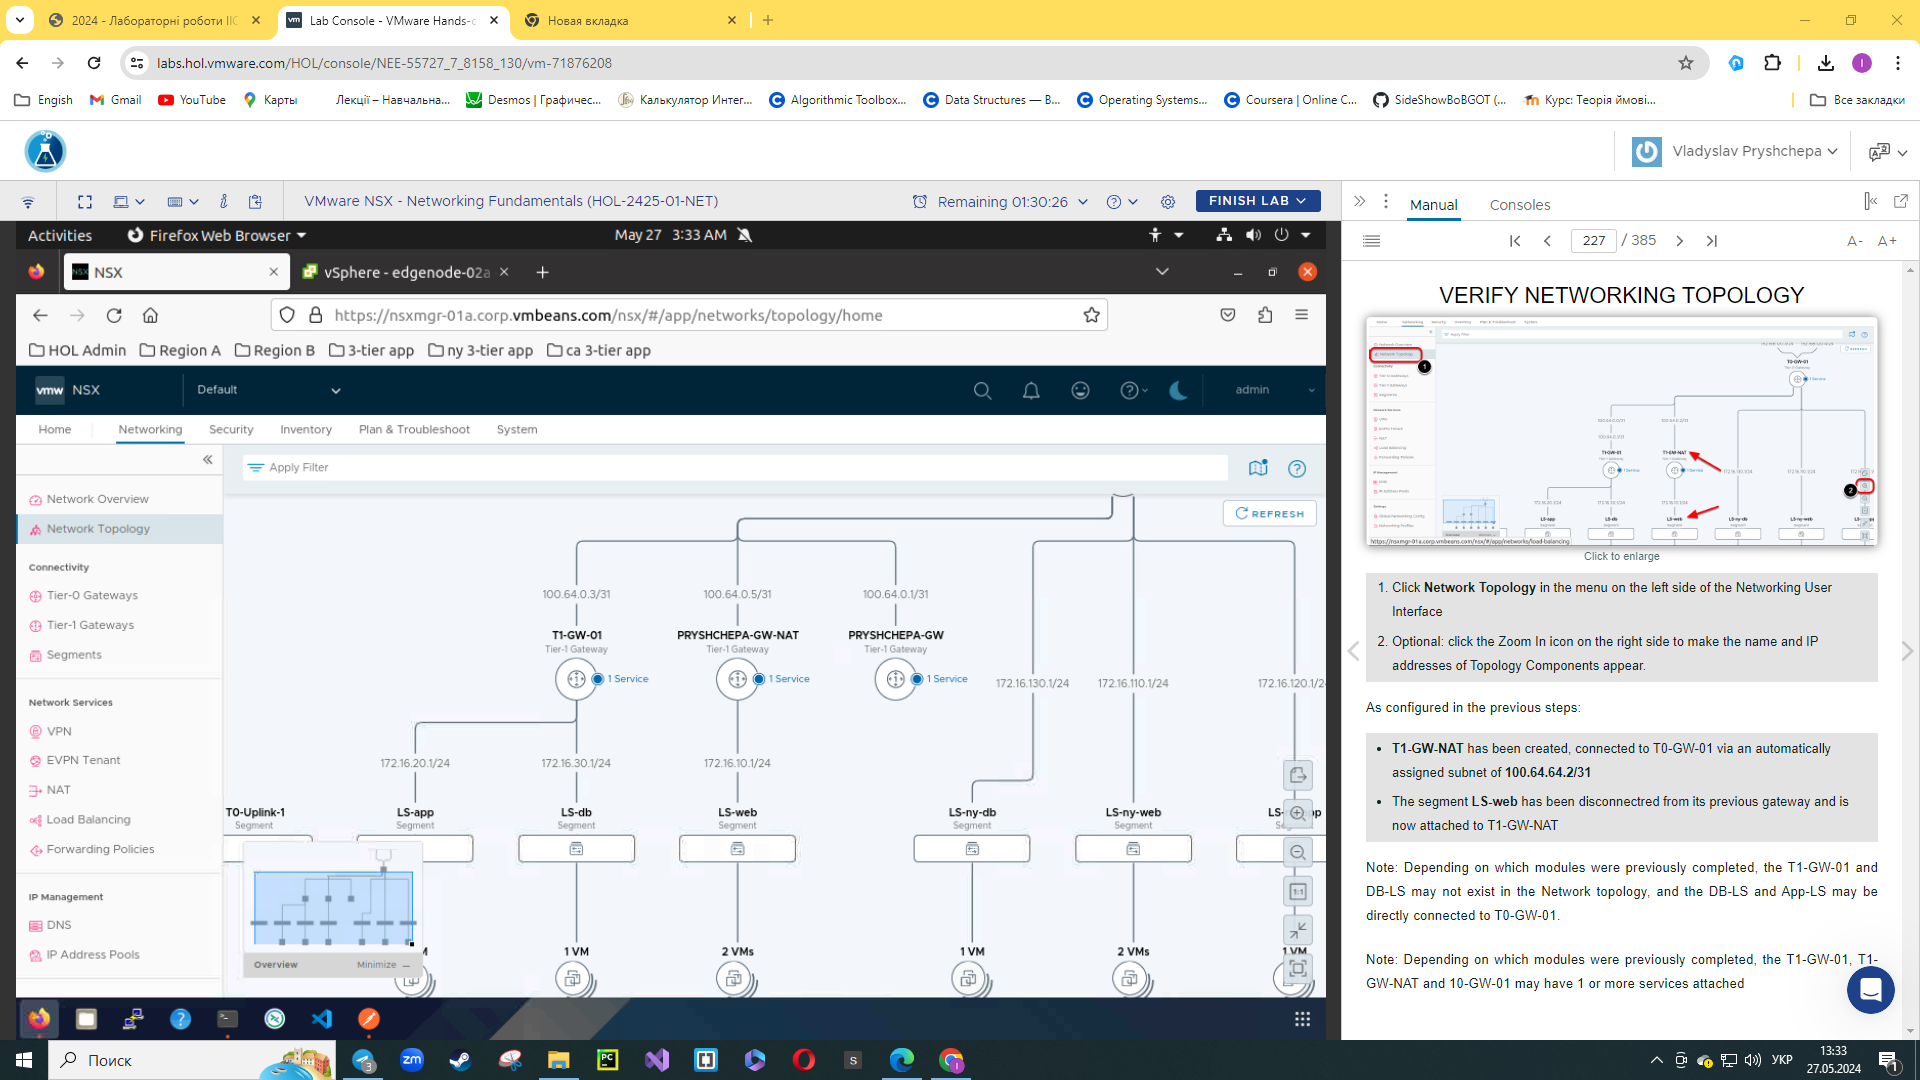 2024 - Лабораторні роботи ІІС
Lab Console - VMware Hands-o
Новая вкладка
labs.hol.vmware.com/HOL/console/NEE-55727_7_8158_130/vm-71876208
Engish
Gmail
YouTube
Карты
Лекції – Навчальна...
Desmos | Графичес...
Калькулятор Интег...
Algorithmic Toolbox...
Data Structures — В...
Operating Systems...
Coursera | Online C...
SideShowBoBGOT (...
Курс: Теорія ймові...
Все закладки
Vladyslav Pryshchepa
VMware NSX - Networking Fundamentals (HOL-2425-01-NET)
Remaining 01:30:26
FINISH LAB
Manual
Consoles
Activities
Firefox Web Browser
May 27 3:33 AM
227 / 385
A- A+
NSX
vSphere - edgenode-02a
https://nsxmgr-01a.corp.vmbeans.com/nsx/#/app/networks/topology/home
HOL Admin
Region A
Region B
3-tier app
ny 3-tier app
ca 3-tier app
vmw NSX
Default
admin
Home
Networking
Security
Inventory
Plan & Troubleshoot
System
Apply Filter
REFRESH
Network Overview
Network Topology
Connectivity
Tier-0 Gateways
Tier-1 Gateways
Segments
Network Services
VPN
EVPN Tenant
NAT
Load Balancing
Forwarding Policies
IP Management
DNS
IP Address Pools
100.64.0.3/31
100.64.0.5/31
100.64.0.1/31
T1-GW-01
Tier-1 Gateway
PRYSHCHEPA-GW-NAT
Tier-1 Gateway
PRYSHCHEPA-GW
Tier-1 Gateway
1 Service
1 Service
1 Service
172.16.130.1/24
172.16.110.1/24
172.16.120.1/24
172.16.20.1/24
172.16.30.1/24
172.16.10.1/24
T0-Uplink-1
Segment
LS-app
Segment
LS-db
Segment
LS-web
Segment
LS-ny-db
Segment
LS-ny-web
Segment
1:1
Overview
Minimize
1 VM
2 VMs
1 VM
2 VMs
1 VM
VERIFY NETWORKING TOPOLOGY
Click to enlarge
1. Click Network Topology in the menu on the left side of the Networking User
Interface
2. Optional: click the Zoom In icon on the right side to make the name and IP
addresses of Topology Components appear.
As configured in the previous steps:
• T1-GW-NAT has been created, connected to T0-GW-01 via an automatically
assigned subnet of 100.64.64.2/31
• The segment LS-web has been disconnectred from its previous gateway and is
now attached to T1-GW-NAT
Note: Depending on which modules were previously completed, the T1-GW-01 and
DB-LS may not exist in the Network topology, and the DB-LS and App-LS may be
directly connected to T0-GW-01.
Note: Depending on which modules were previously completed, the T1-GW-01, T1-
GW-NAT and 10-GW-01 may have 1 or more services attached
Поиск
УКР
13:33
27.05.2024